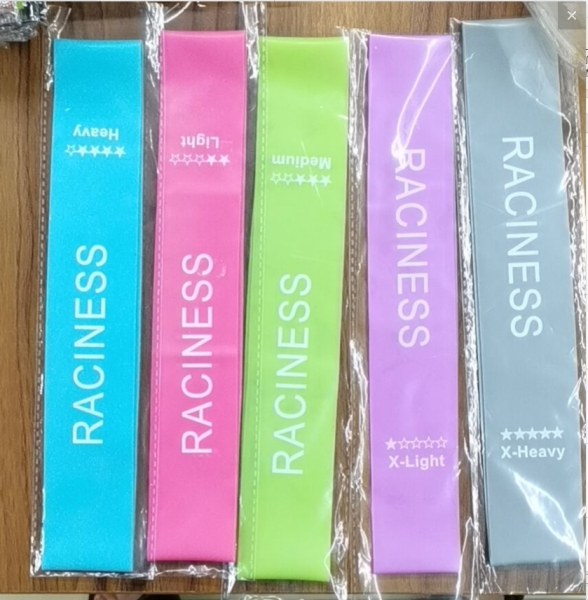 Heavy
★★★★☆
RACINESS
Light
★★☆☆☆
RACINESS
Medium
★★★☆☆
RACINESS
RACINESS
★☆☆☆☆
X-Light
RACINESS
★★★★★
X-Heavy